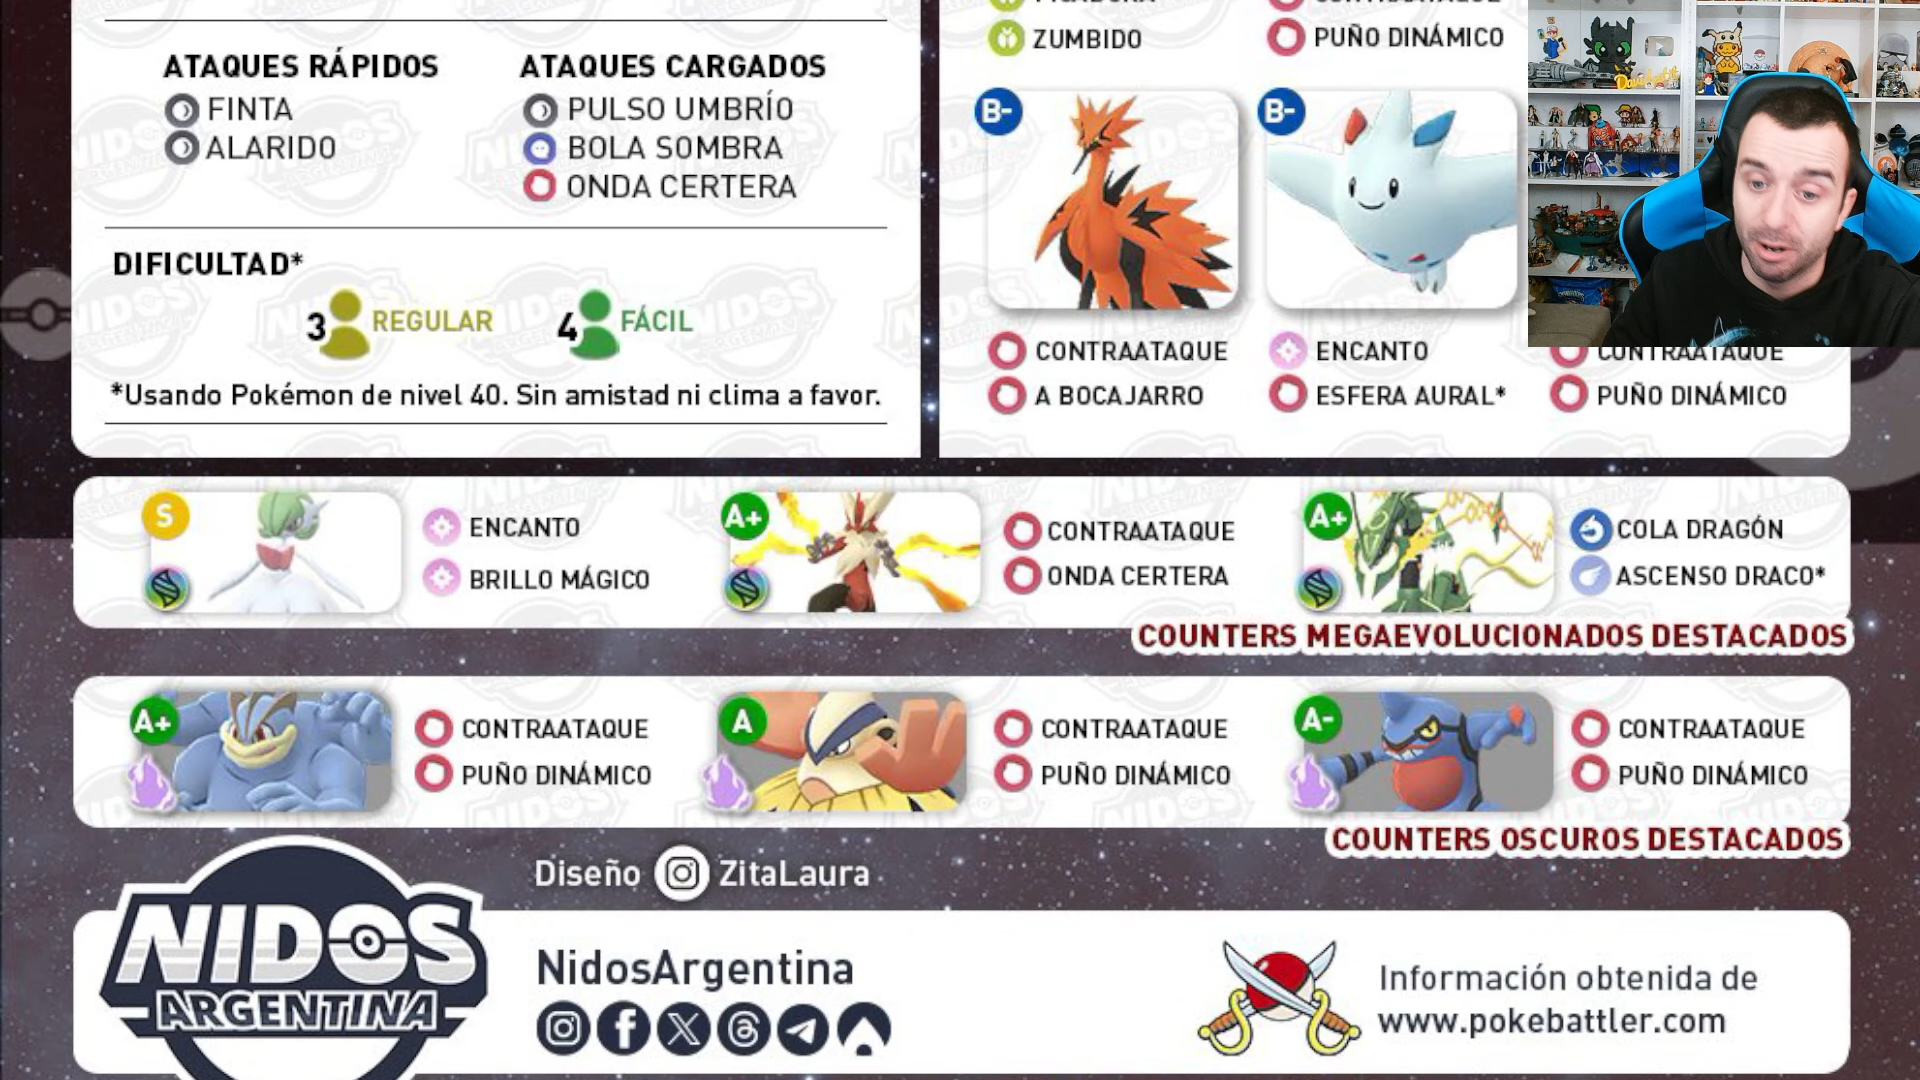 ZUMBIDO
PUÑO DINÁMICO
ATAQUES RÁPIDOS
FINTA
ALARIDO
ATAQUES CARGADOS
PULSO UMBRÍO
BOLA SOMBRA
ONDA CERTERA
DIFICULTAD*
3 REGULAR
4 FÁCIL
*Usando Pokémon de nivel 40. Sin amistad ni clima a favor.
B-
CONTRAATAQUE
A BOCAJARRO
B-
ENCANTO
ESFERA AURAL*
CONTRAATAQUE
PUÑO DINÁMICO
S
ENCANTO
BRILLO MÁGICO
A+
CONTRAATAQUE
ONDA CERTERA
A+
COLA DRAGÓN
ASCENSO DRACO*
COUNTERS MEGAEVOLUCIONADOS DESTACADOS
A+
CONTRAATAQUE
PUÑO DINÁMICO
A
CONTRAATAQUE
PUÑO DINÁMICO
A-
CONTRAATAQUE
PUÑO DINÁMICO
COUNTERS OSCUROS DESTACADOS
Diseño ZitaLaura
NIDOS
ARGENTINA
NidosArgentina
Información obtenida de
www.pokebattler.com